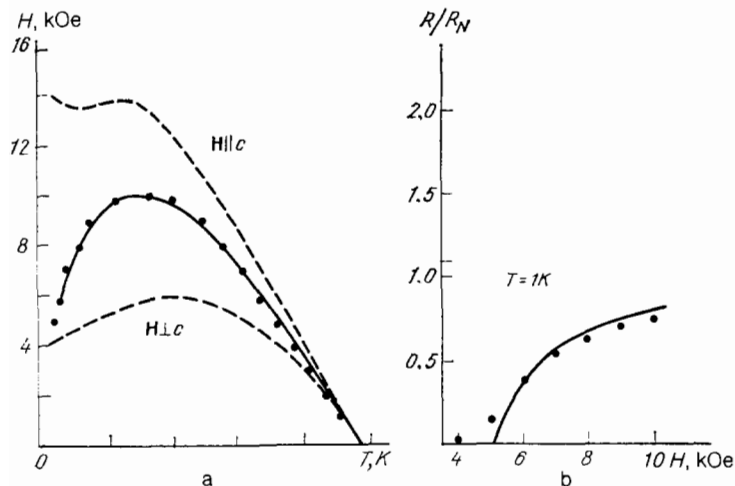 H, kOe
16
12
8
4
0
T, K
H∥c
H⊥c
a
R/R_N
2,0
1.5
1.0
0.5
T=1K
4
6
8
10 H, kOe
b